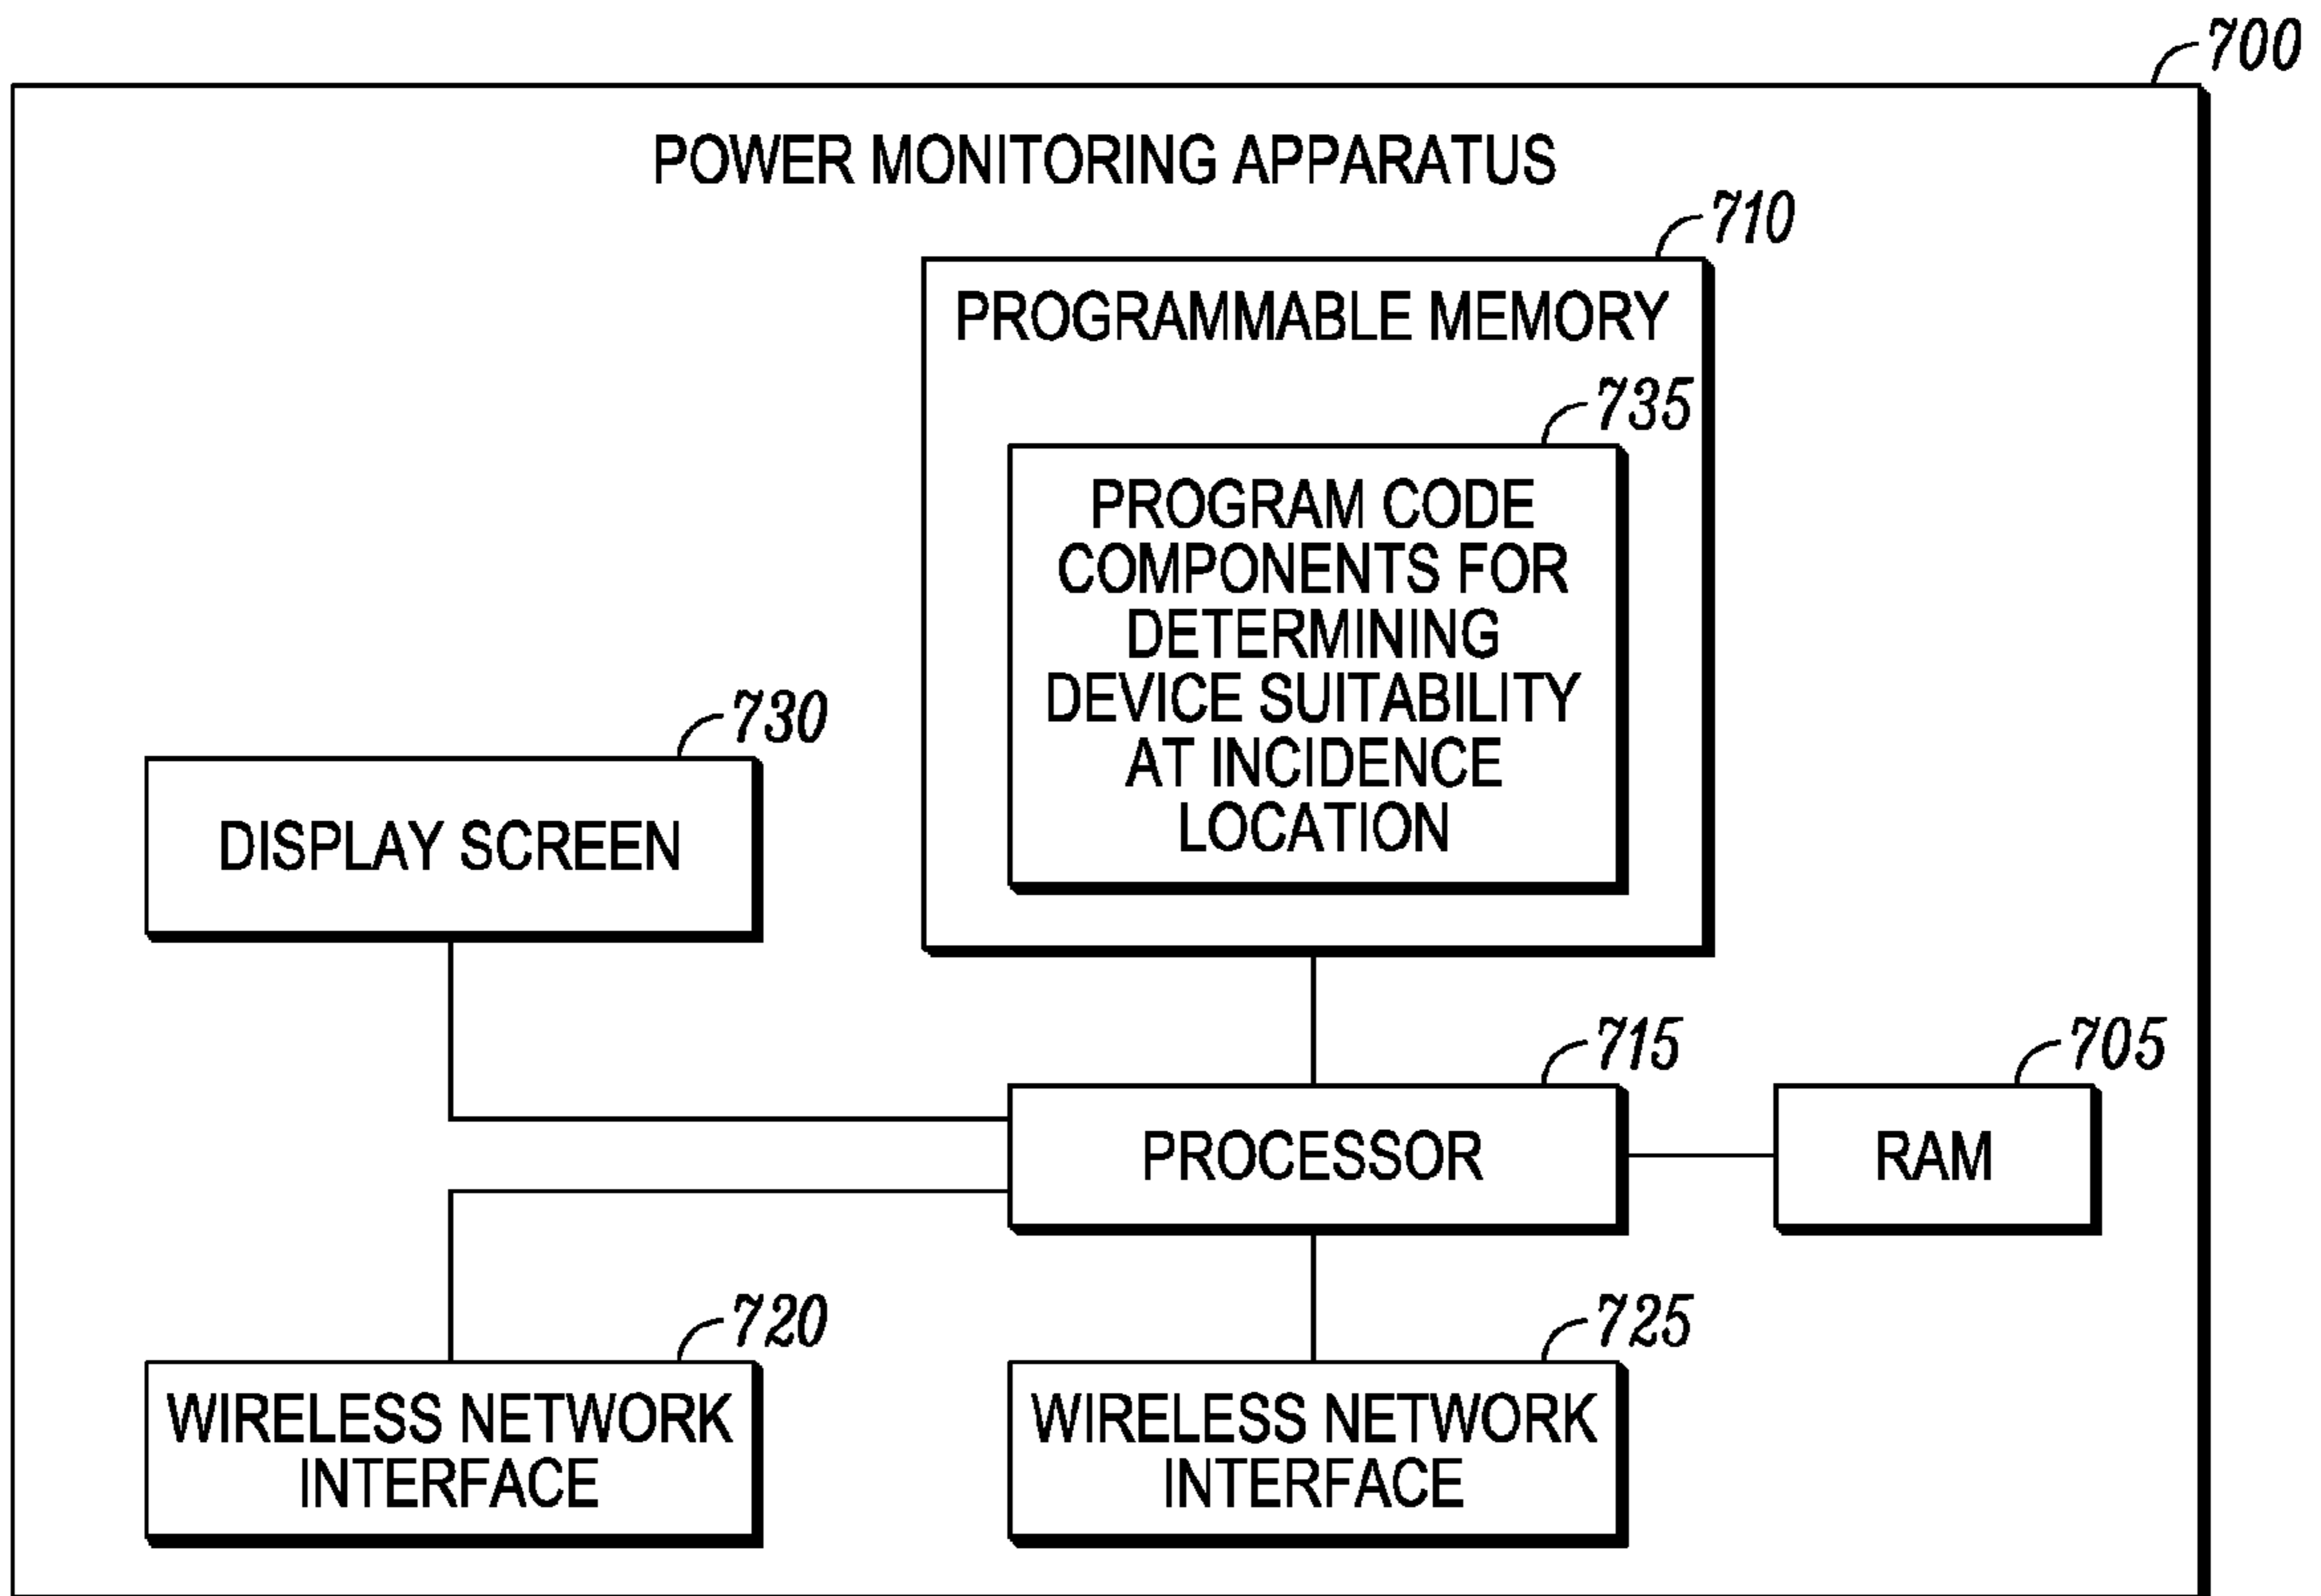 700
POWER MONITORING APPARATUS
710
PROGRAMMABLE MEMORY
735
PROGRAM CODE
COMPONENTS FOR
DETERMINING
DEVICE SUITABILITY
AT INCIDENCE
LOCATION
730
DISPLAY SCREEN
715
PROCESSOR
705
RAM
720
WIRELESS NETWORK
INTERFACE
725
WIRELESS NETWORK
INTERFACE